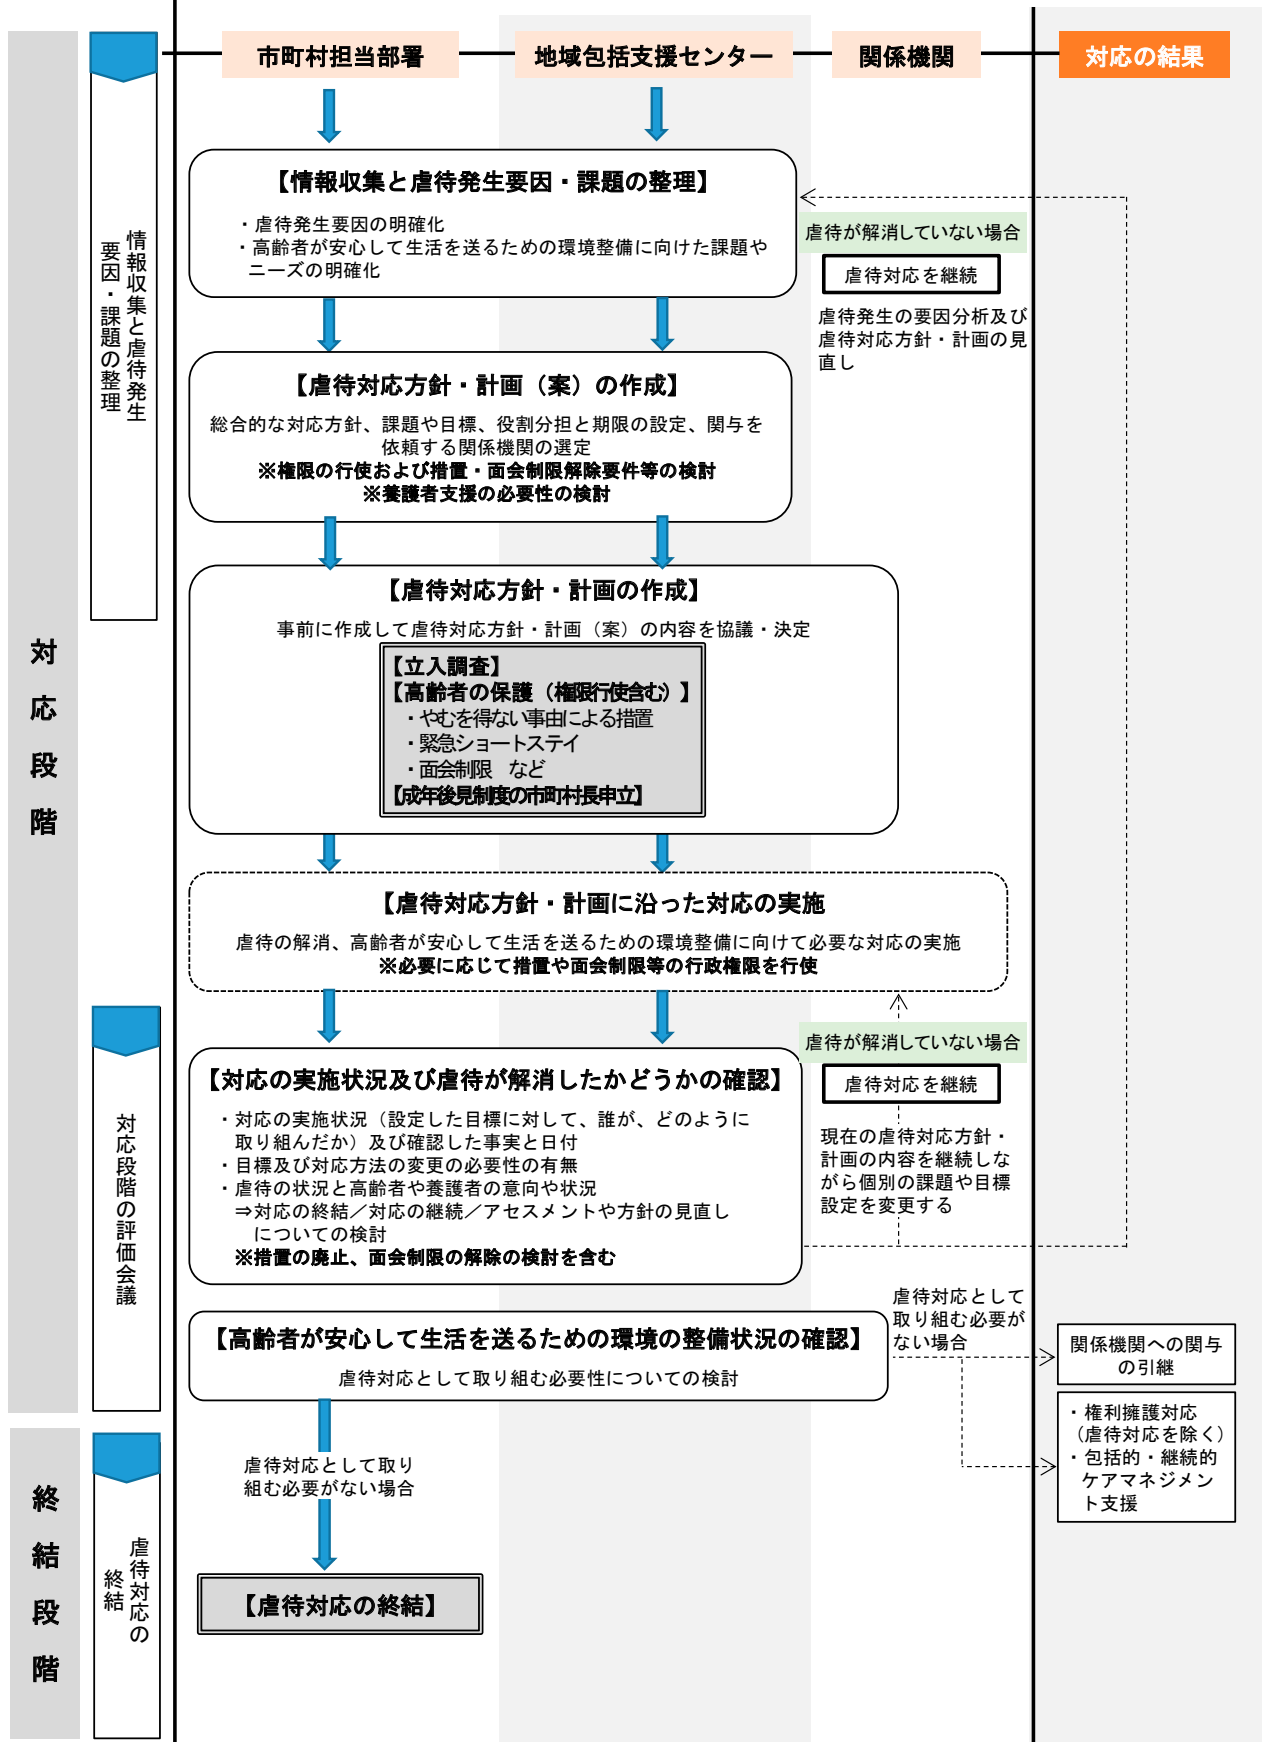 市町村担当部署
地域包括支援センター
関係機関
対応の結果
対応段階
情報収集と虐待発生
要因・課題の整理
【情報収集と虐待発生要因・課題の整理】
・虐待発生要因の明確化
・高齢者が安心して生活を送るための環境整備に向けた課題や
ニーズの明確化
虐待が解消していない場合
虐待対応を継続
虐待発生の要因分析及び
虐待対応方針・計画の見
直し
【虐待対応方針・計画（案）の作成】
総合的な対応方針、課題や目標、役割分担と期限の設定、関与を
依頼する関係機関の選定
※権限の行使および措置・面会制限解除要件等の検討
※養護者支援の必要性の検討
【虐待対応方針・計画の作成】
事前に作成して虐待対応方針・計画（案）の内容を協議・決定
【立入調査】
【高齢者の保護（権限行使含む）】
・やむを得ない事由による措置
・緊急ショートステイ
・面会制限　など
【成年後見制度の市町村長申立】
【虐待対応方針・計画に沿った対応の実施
虐待の解消、高齢者が安心して生活を送るための環境整備に向けて必要な対応の実施
※必要に応じて措置や面会制限等の行政権限を行使
対応段階の評価会議
【対応の実施状況及び虐待が解消したかどうかの確認】
・対応の実施状況（設定した目標に対して、誰が、どのように
取り組んだか）及び確認した事実と日付
・目標及び対応方法の変更の必要性の有無
・虐待の状況と高齢者や養護者の意向や状況
⇒対応の終結／対応の継続／アセスメントや方針の見直し
についての検討
※措置の廃止、面会制限の解除の検討を含む
虐待が解消していない場合
虐待対応を継続
現在の虐待対応方針・
計画の内容を継続しな
がら個別の課題や目標
設定を変更する
【高齢者が安心して生活を送るための環境の整備状況の確認】
虐待対応として取り組む必要性についての検討
虐待対応として
取り組む必要が
ない場合
関係機関への関与
の引継
・権利擁護対応
（虐待対応を除く）
・包括的・継続的
ケアマネジメン
ト支援
終結段階
虐待対応の
終結
虐待対応として取り
組む必要がない場合
【虐待対応の終結】